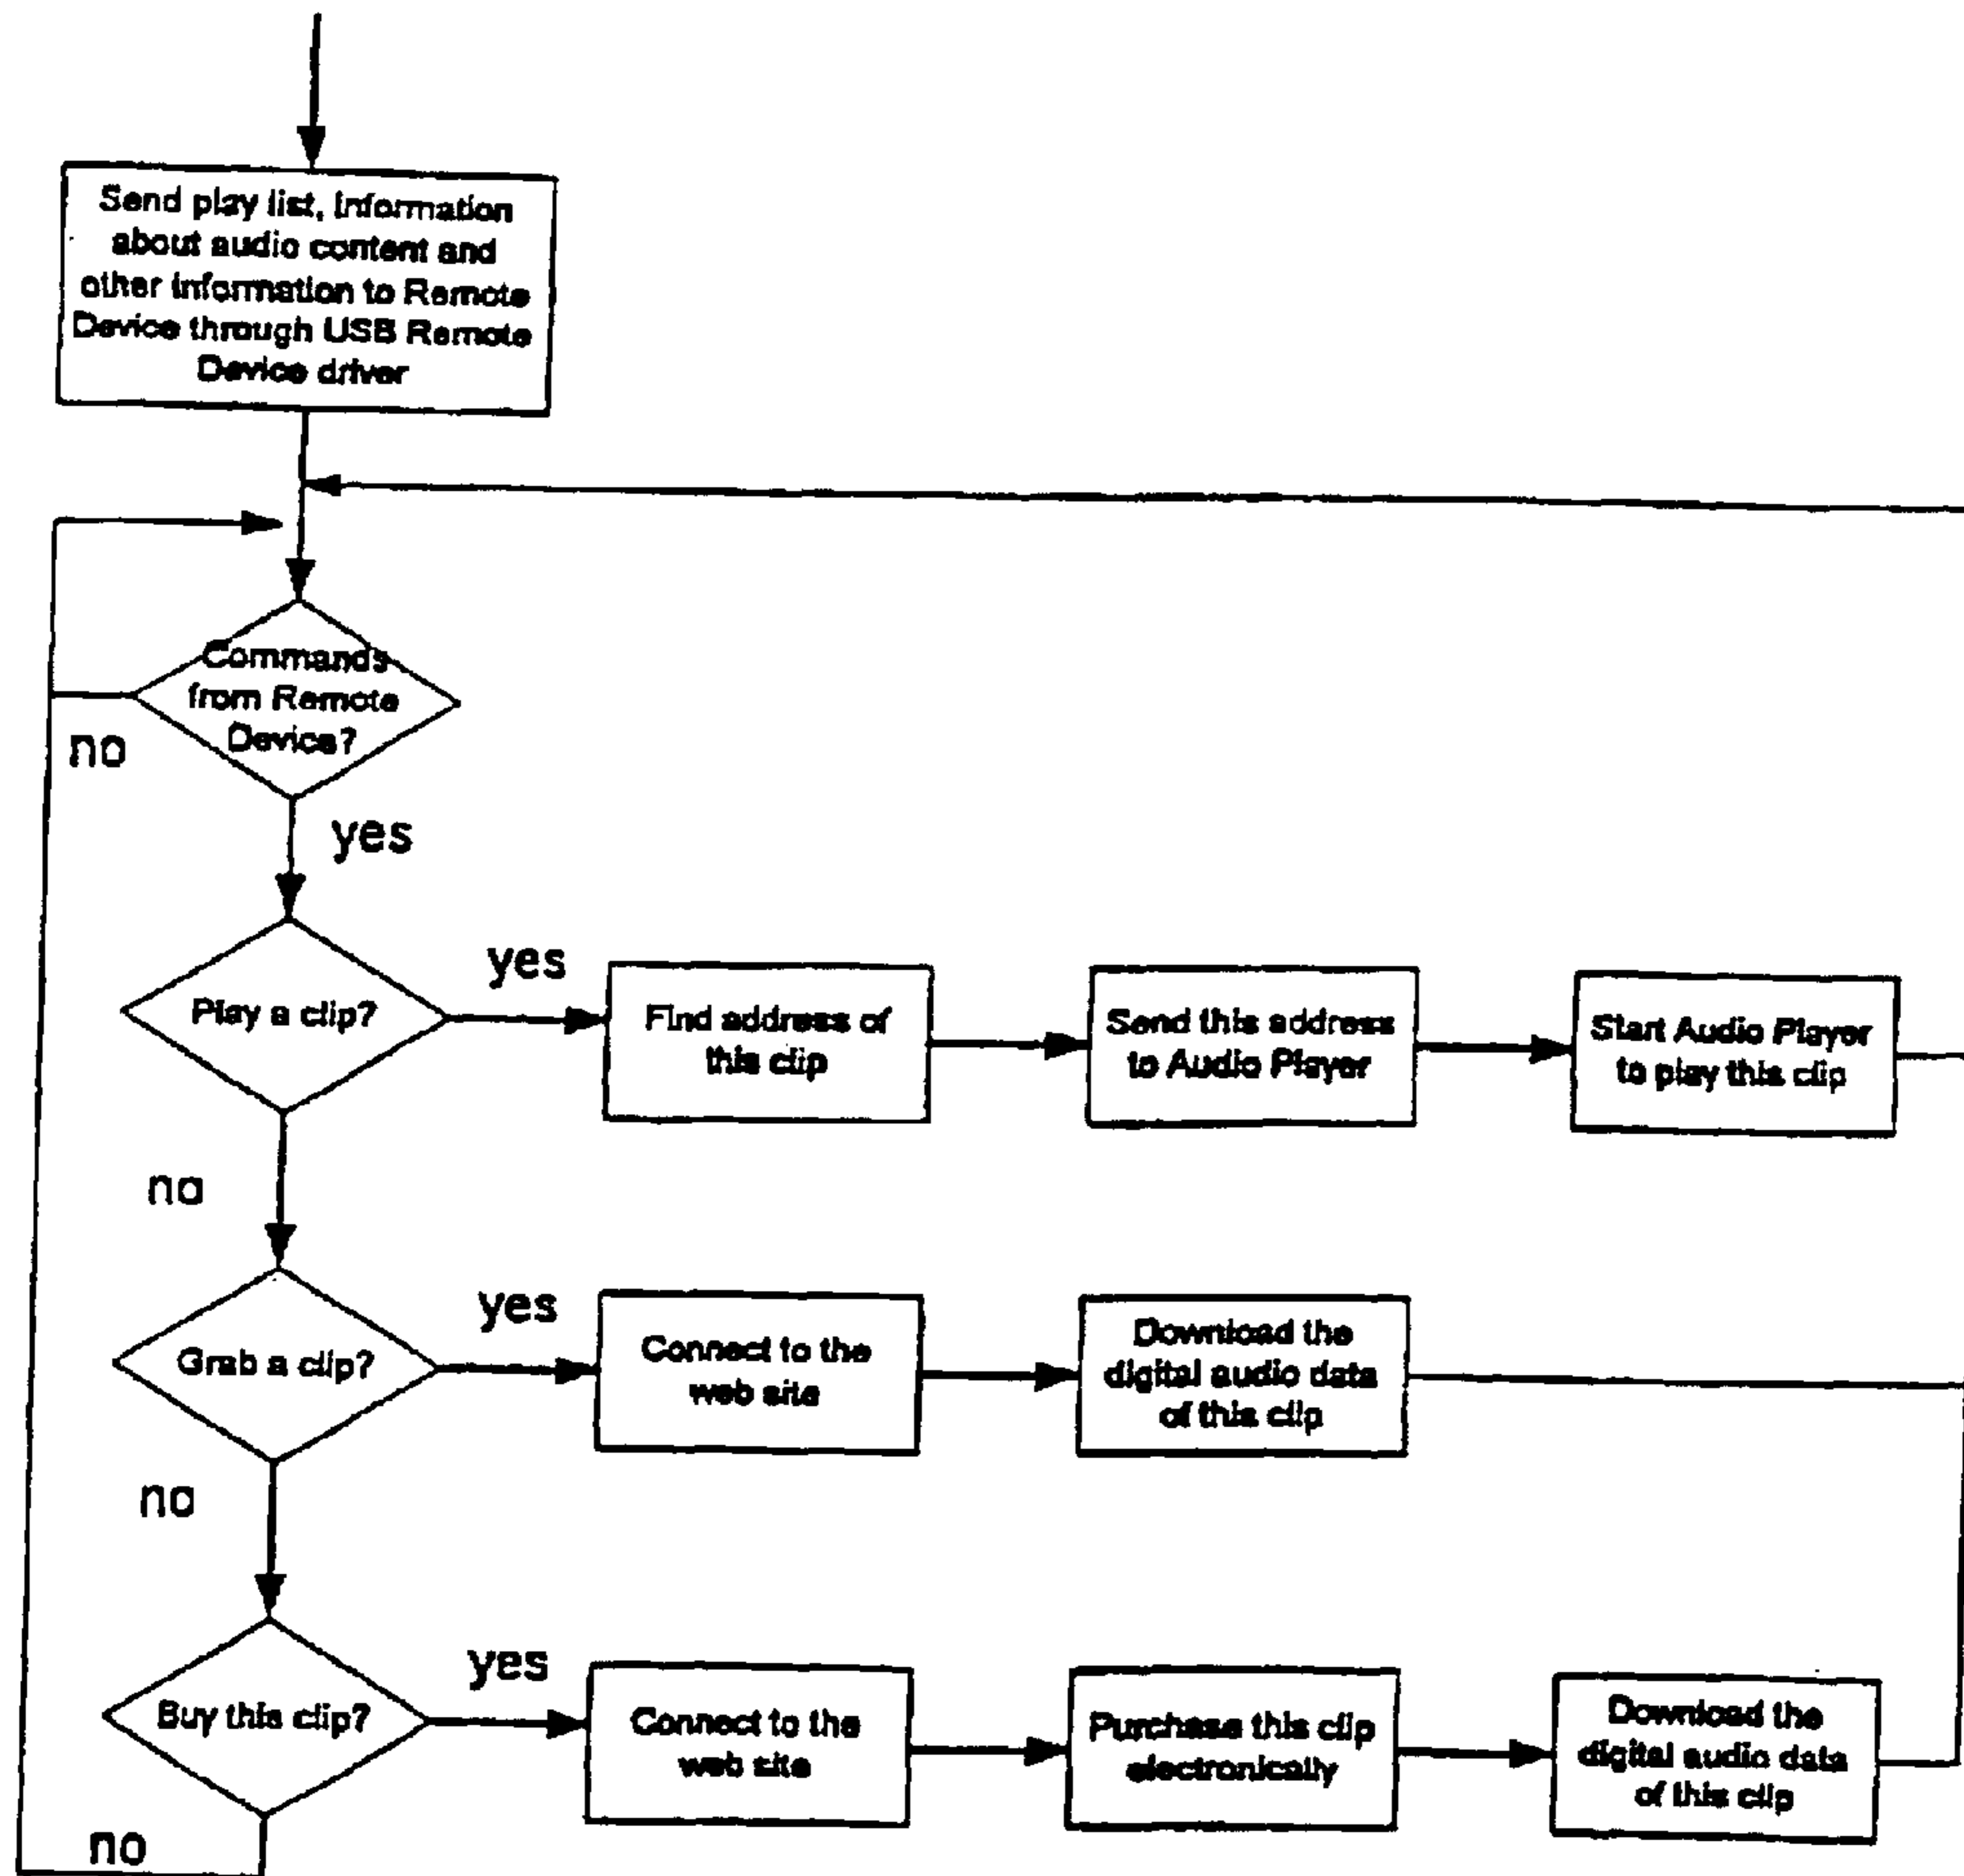 Send play list, information
about audio content and
other information to Remote
Device through USB Remote
Device driver
Commands
from Remote
Device?
no
yes
Play a clip?
yes
Find address of
this clip
Send this address
to Audio Player
Start Audio Player
to play this clip
no
Grab a clip?
yes
Connect to the
web site
Download the
digital audio data
of this clip
no
Buy this clip?
yes
Connect to the
web site
Purchase this clip
electronically
Download the
digital audio data
of this clip
no